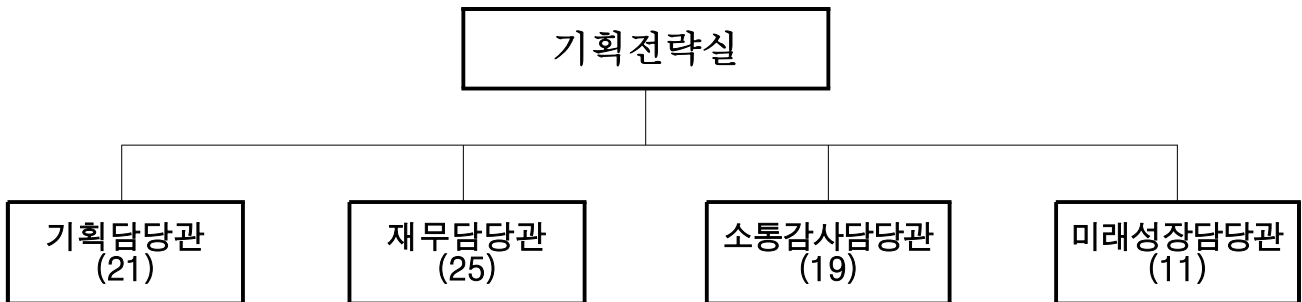 기획전략실
기획담당관
(21)
재무담당관
(25)
소통감사담당관
(19)
미래성장담당관
(11)